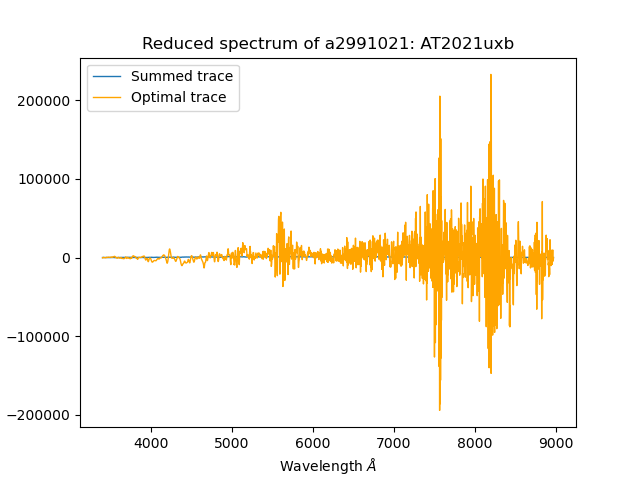 Reduced spectrum of a2991021: AT2021uxb
Summed trace
Optimal trace
200000
100000
0
−100000
−200000
4000 5000 6000 7000 8000 9000
Wavelength Å